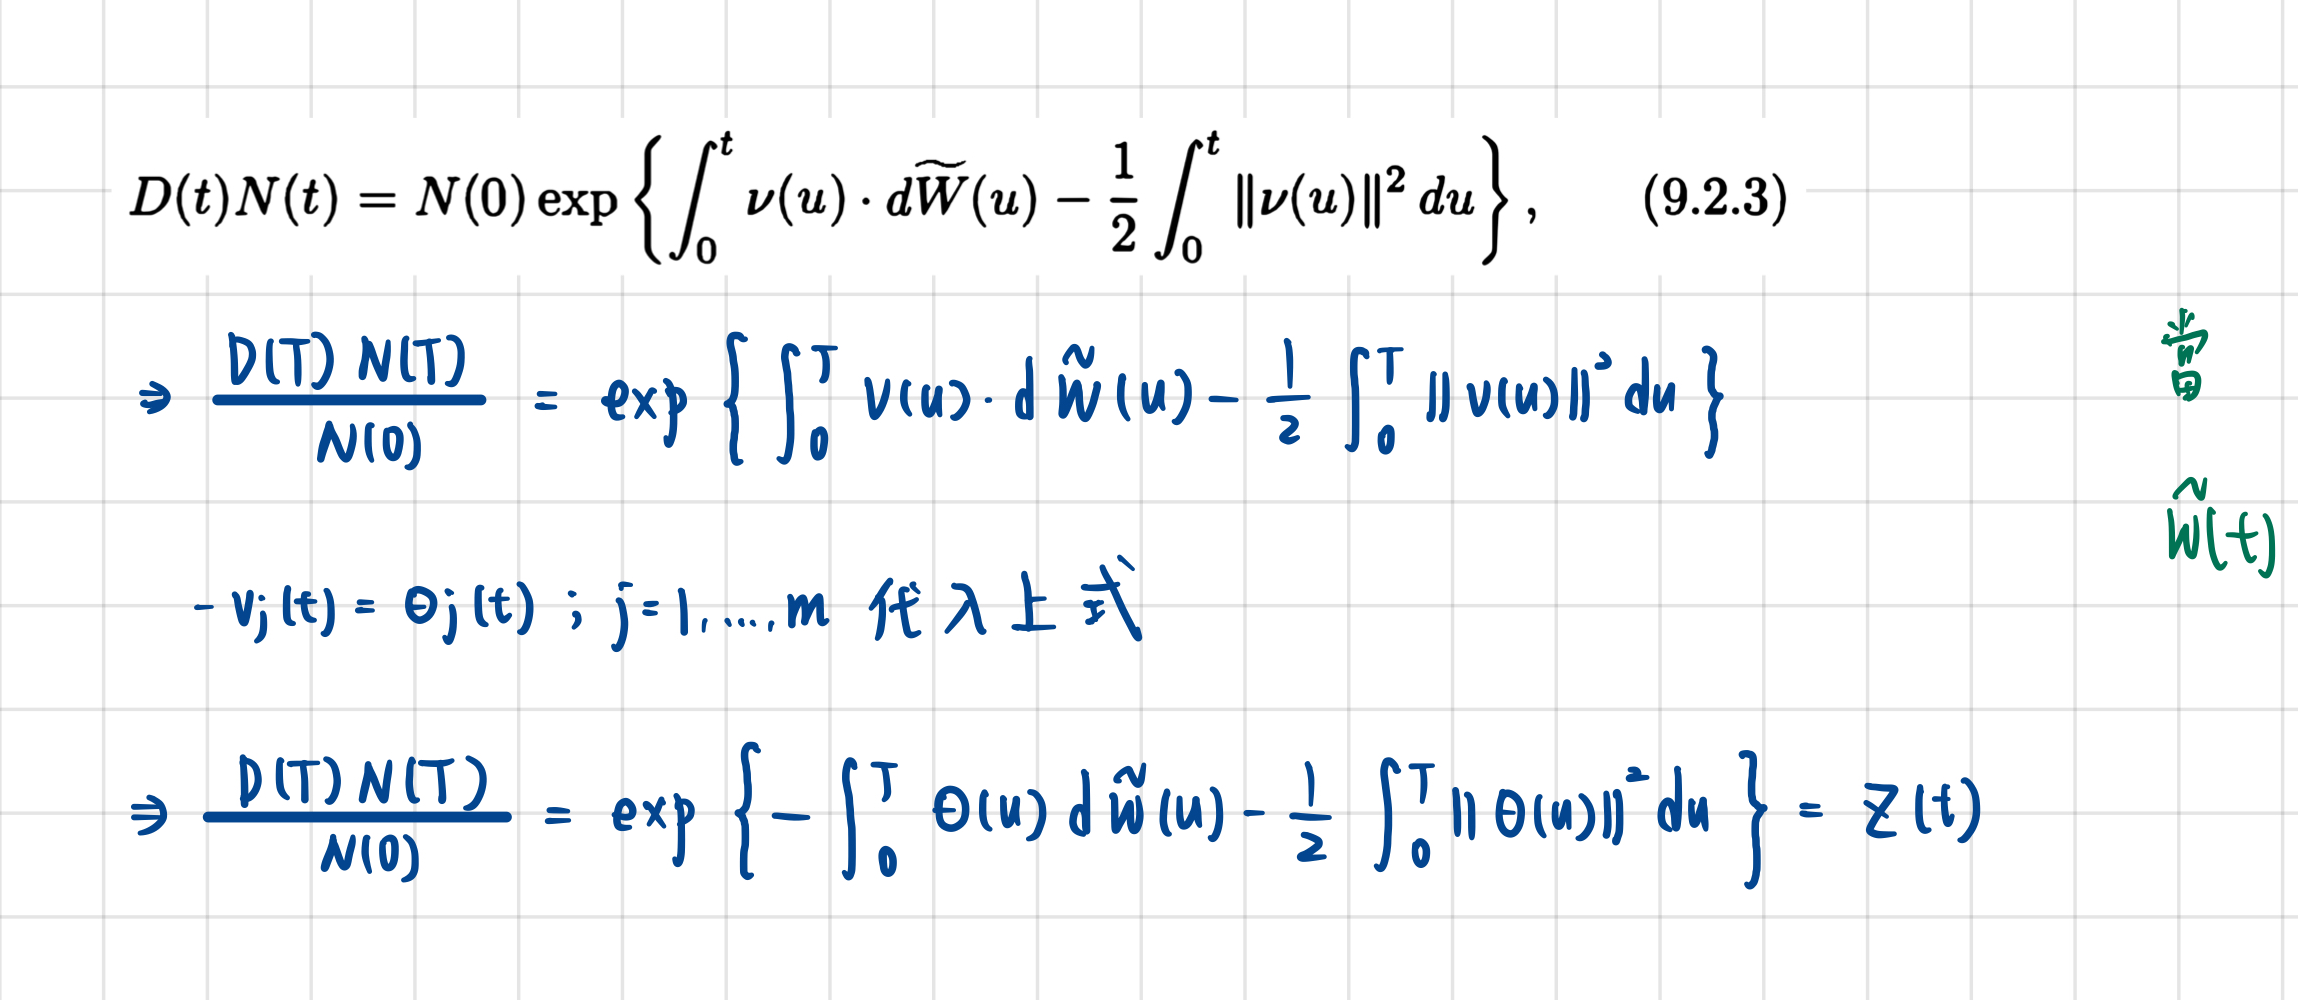 D(t)N(t) = N(0) exp { ∫₀ᵗ ν(u) · dW̃(u) − 1/2 ∫₀ᵗ ‖ν(u)‖² du } , (9.2.3)
⇒ D(T) N(T) / N(0) = exp { ∫₀ᵀ ν(u) · d W̃(u) − 1/2 ∫₀ᵀ ‖ν(u)‖² du }
當
W̃(t)
- νj(t) = Θj(t) ; j=1,....,m 代入上式
⇒ D(T) N(T) / N(0) = exp { − ∫₀ᵀ Θ(u) d W̃(u) − 1/2 ∫₀ᵀ ‖Θ(u)‖² du } = Z(t)